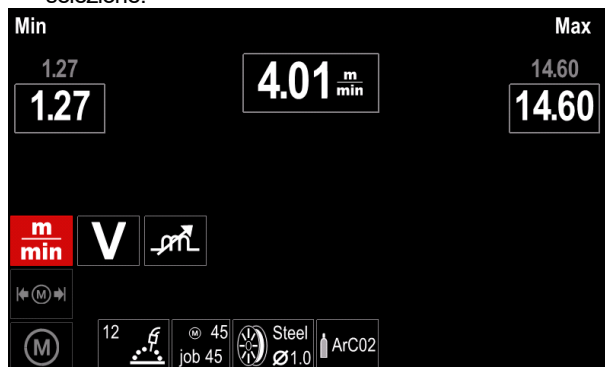 selezione.
Min Max
1.27 14.60
1.27 4.01 m/min 14.60
m/min V
M
M 12 M 45 job 45 Steel Ø1.0 ArC02